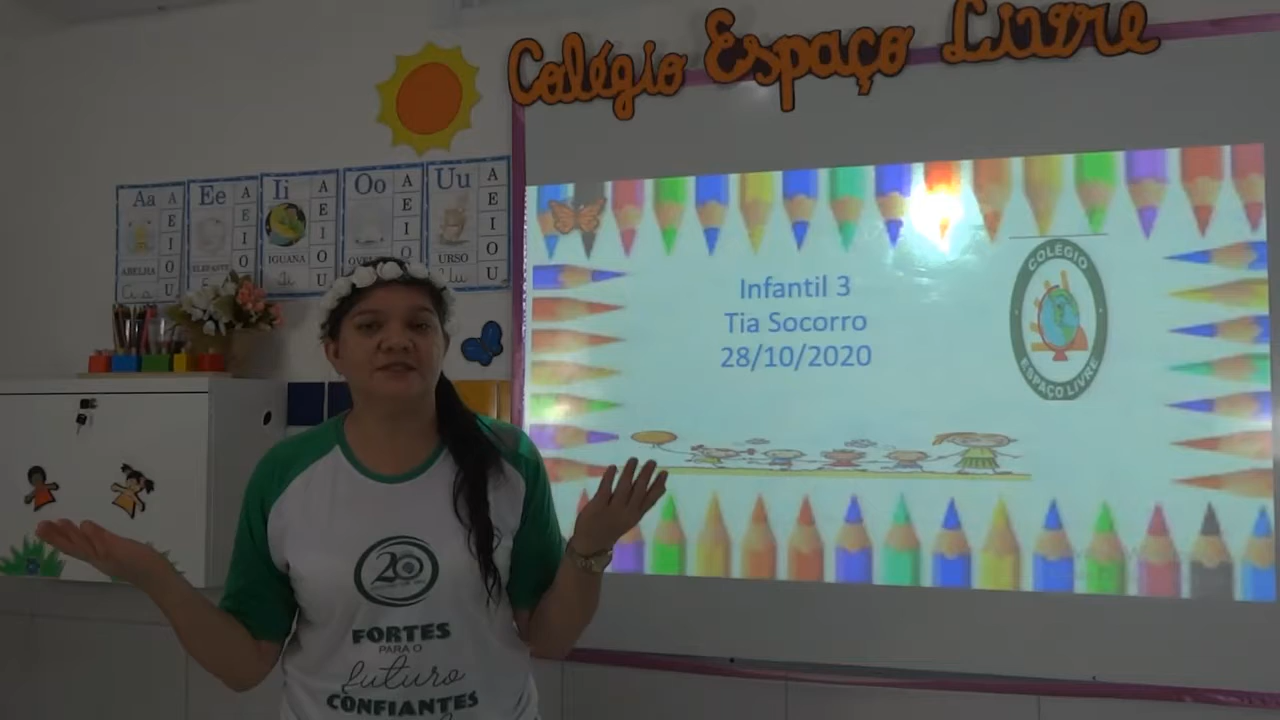 Colégio Espaço Livre
Aa
A
E
I
O
U
ABELHA
Ee
A
E
I
O
U
ELEFANTE
Ii
A
E
I
O
U
IGUANA
Oo
A
E
I
O
Uu
A
E
I
O
U
URSO
Infantil 3
Tia Socorro
28/10/2020
COLÉGIO
ESPAÇO LIVRE
20
FORTES
PARA O
futuro
CONFIANTES